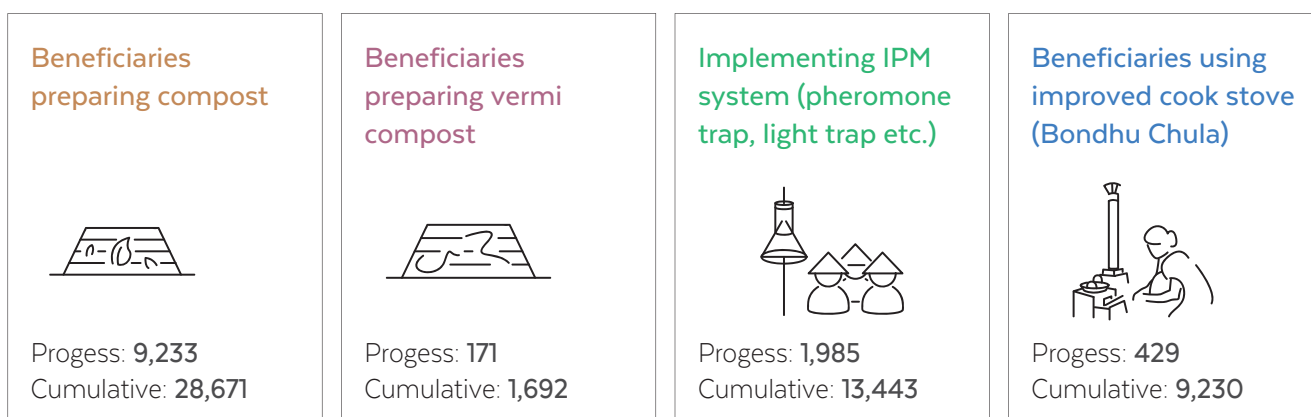 Beneficiaries
preparing compost
Progess: 9,233
Cumulative: 28,671
Beneficiaries
preparing vermi
compost
Progess: 171
Cumulative: 1,692
Implementing IPM
system (pheromone
trap, light trap etc.)
Progess: 1,985
Cumulative: 13,443
Beneficiaries using
improved cook stove
(Bondhu Chula)
Progess: 429
Cumulative: 9,230